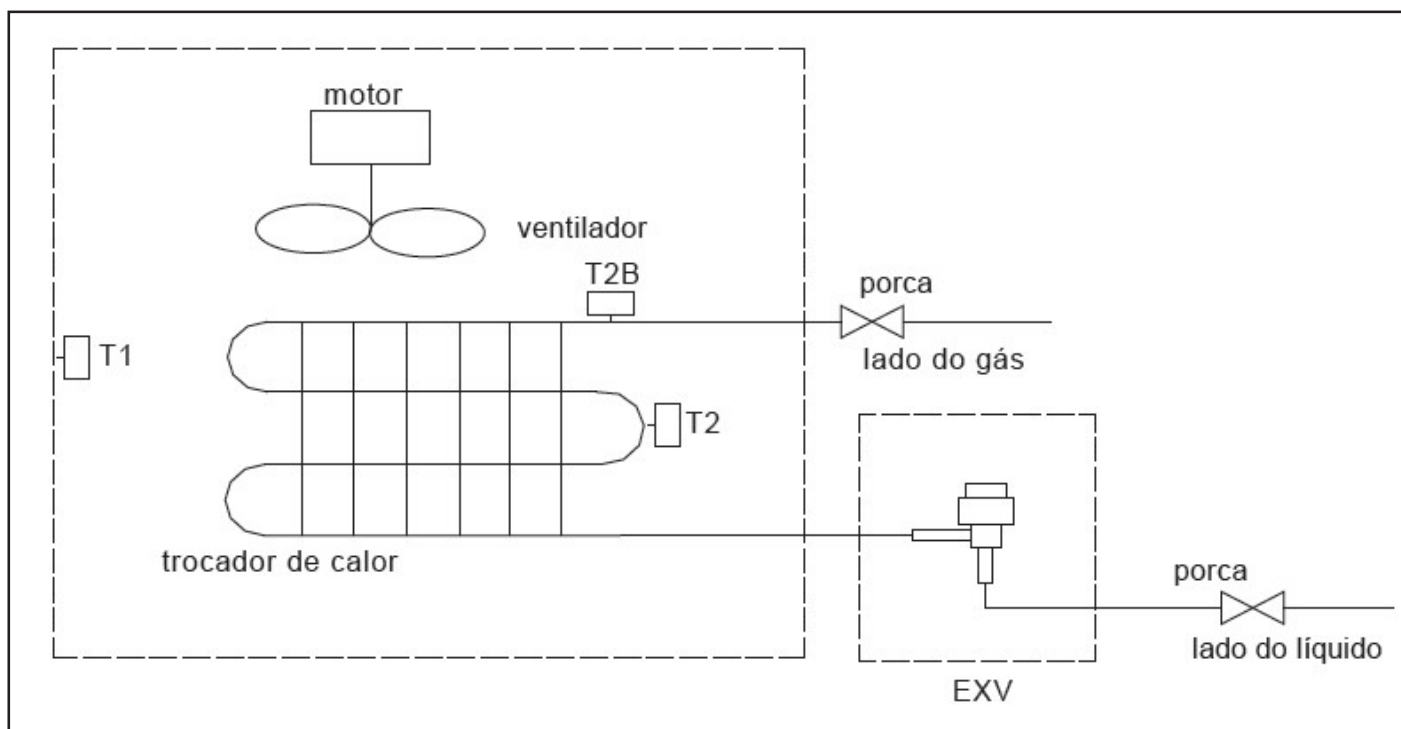 motor
ventilador
T2B
porca
T1
lado do gás
T2
trocador de calor
porca
lado do líquido
EXV